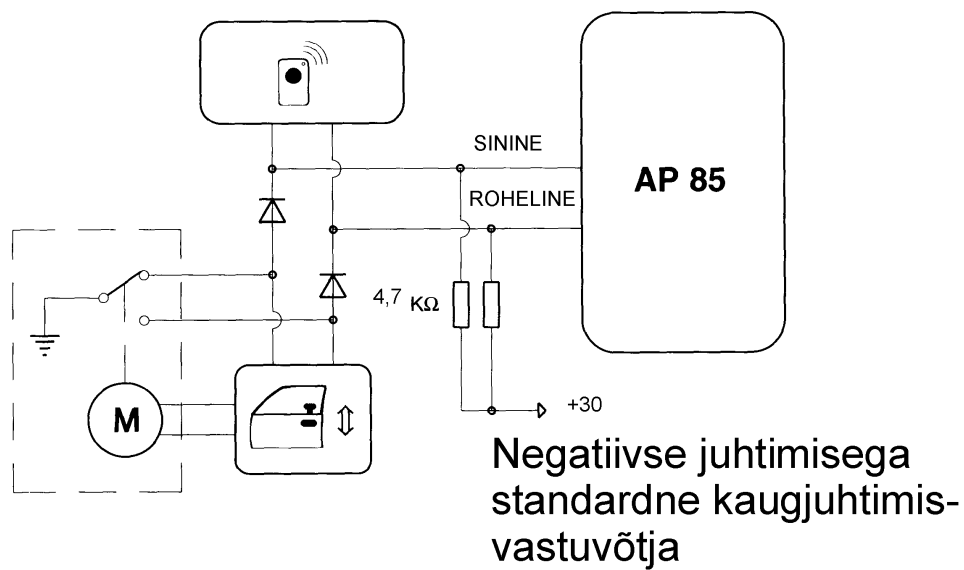 SININE
AP 85
ROHELINE
4,7 KΩ
M
+30
Negatiivse juhtimisega
standardne kaugjuhtimis-
vastuvõtja